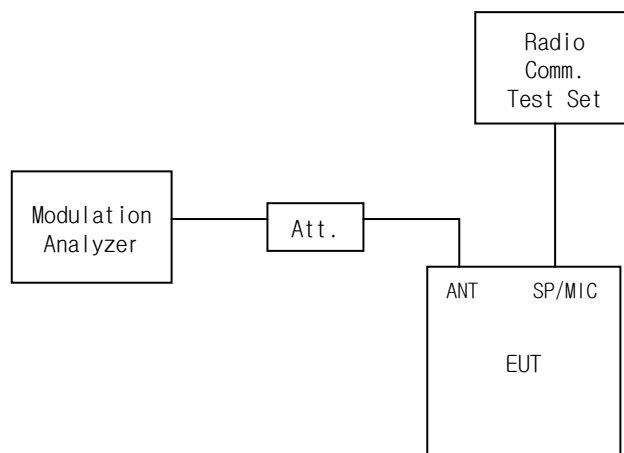 Radio
Comm.
Test Set
Modulation
Analyzer
Att.
ANT SP/MIC
EUT